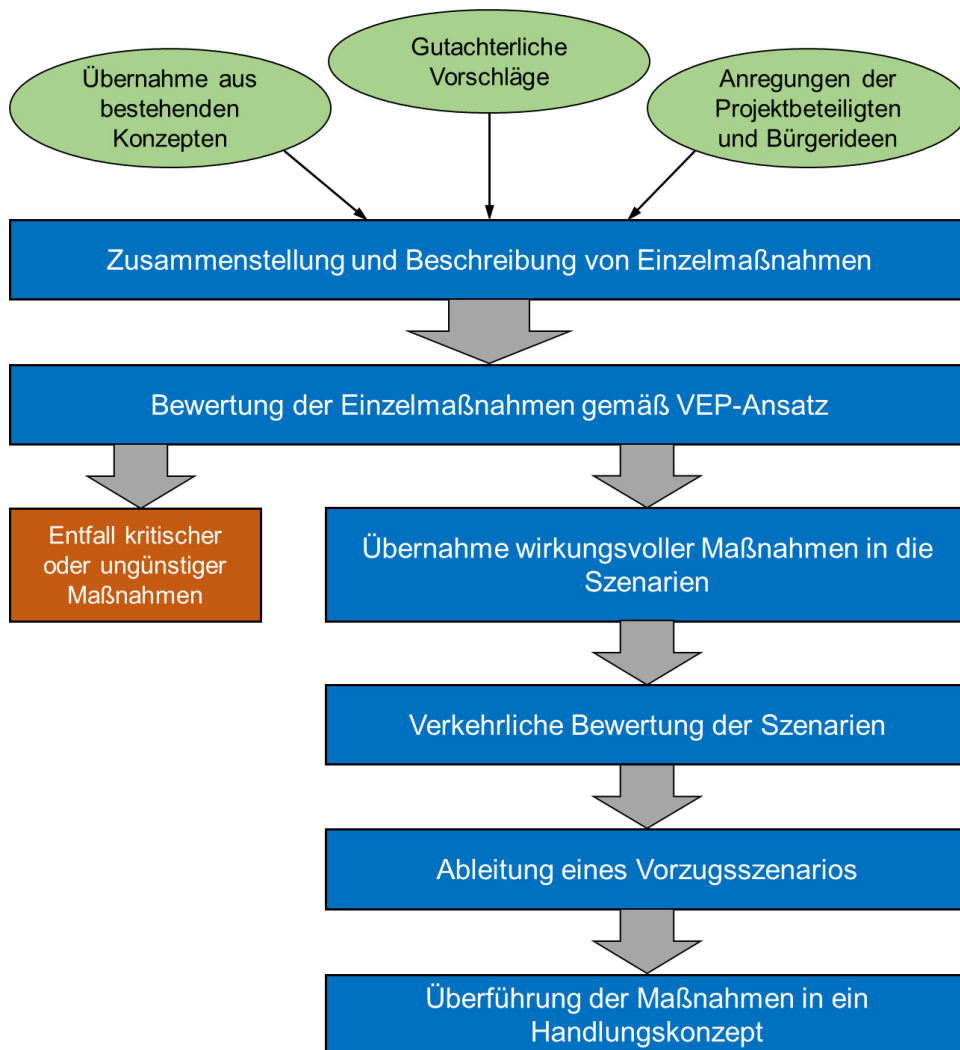 Übernahme aus
bestehenden
Konzepten
Gutachterliche
Vorschläge
Anregungen der
Projektbeteiligten
und Bürgerideen
Zusammenstellung und Beschreibung von Einzelmaßnahmen
Bewertung der Einzelmaßnahmen gemäß VEP-Ansatz
Entfall kritischer
oder ungünstiger
Maßnahmen
Übernahme wirkungsvoller Maßnahmen in die
Szenarien
Verkehrliche Bewertung der Szenarien
Ableitung eines Vorzugsszenarios
Überführung der Maßnahmen in ein
Handlungskonzept